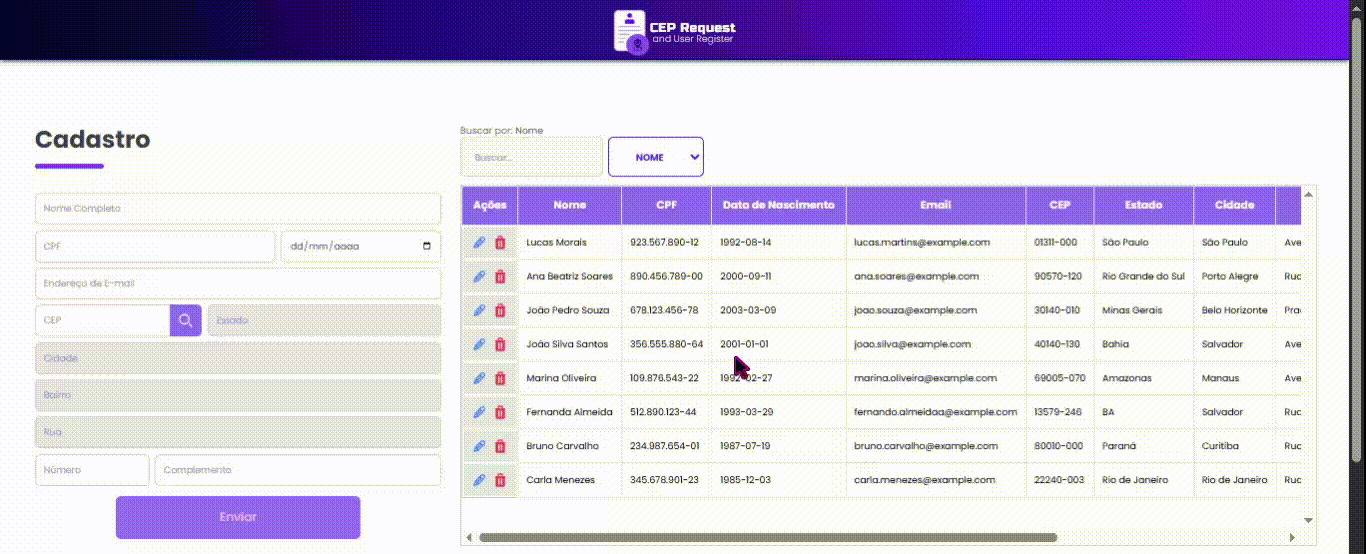 CEP Request
and User Register
Cadastro
Nome Completo
CPF dd/mm/aaaa
Endereço de E-mail
CEP Estado
Cidade
Bairro
Rua
Número Complemento
Enviar
Buscar por: Nome
Buscar... NOME
Ações Nome CPF Data de Nascimento Email CEP Estado Cidade
Lucas Morais 923.567.890-12 1992-08-14 lucas.martins@example.com 01311-000 São Paulo São Paulo Ave
Ana Beatriz Soares 890.456.789-00 2000-09-11 ana.soares@example.com 90570-120 Rio Grande do Sul Porto Alegre Rua
João Pedro Souza 678.123.456-78 2003-03-09 joao.souza@example.com 30140-010 Minas Gerais Belo Horizonte Pra
João Silva Santos 356.555.880-64 2001-01-01 joao.silva@example.com 40140-130 Bahia Salvador Ave
Marina Oliveira 109.876.543-22 1992-02-27 marina.oliveira@example.com 69005-070 Amazonas Manaus Ave
Fernanda Almeida 512.890.123-44 1993-03-29 fernando.almeidaa@example.com 13579-246 BA Salvador Rua
Bruno Carvalho 234.987.654-01 1987-07-19 bruno.carvalho@example.com 80010-000 Paraná Curitiba Rua
Carla Menezes 345.678.901-23 1985-12-03 carla.menezes@example.com 22240-003 Rio de Janeiro Rio de Janeiro Rua